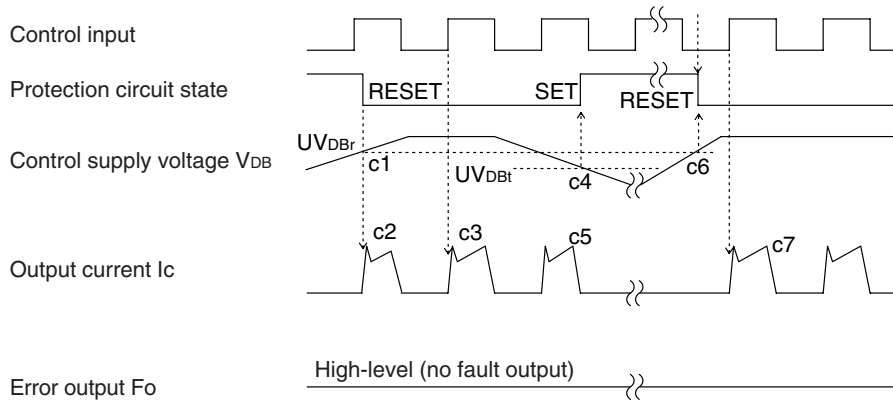 Control input
Protection circuit state
RESET
SET
RESET
UVDBr
Control supply voltage VDB
c1
UVDBt
c4
c6
c2
c3
c5
c7
Output current Ic
High-level (no fault output)
Error output Fo